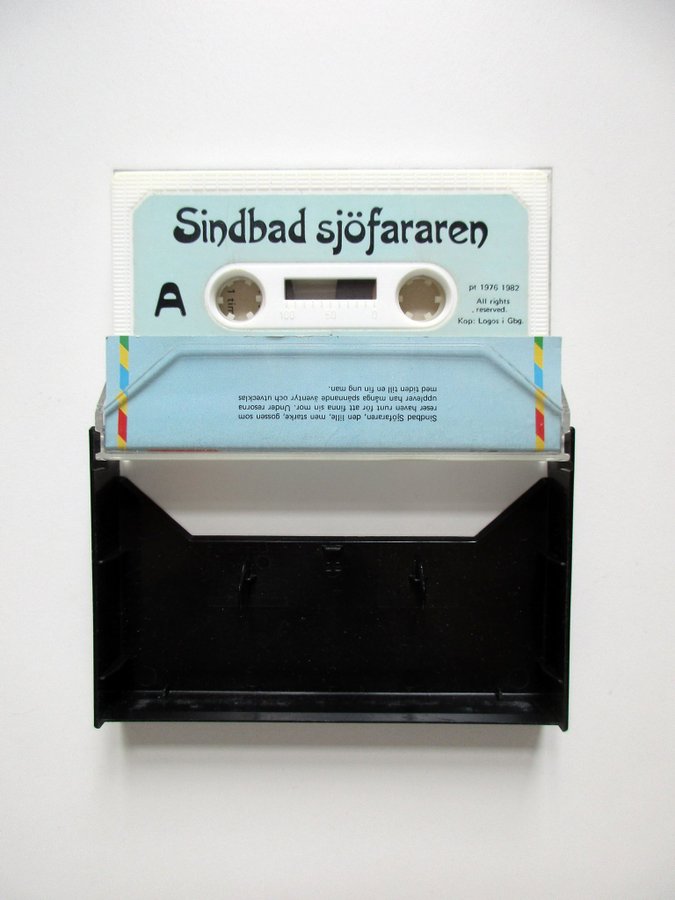 Sindbad sjöfararen
A
1 tim
pt 1976 1982
All rights
reserved.
Kop: Logos i Gbg.
100 50 0
Sindbad Sjöfararen, den lille, men starke, gossen som
reser haven runt för att finna sin mor. Under resorna
upplever han många spännande äventyr och utvecklas
med tiden till en fin ung man.